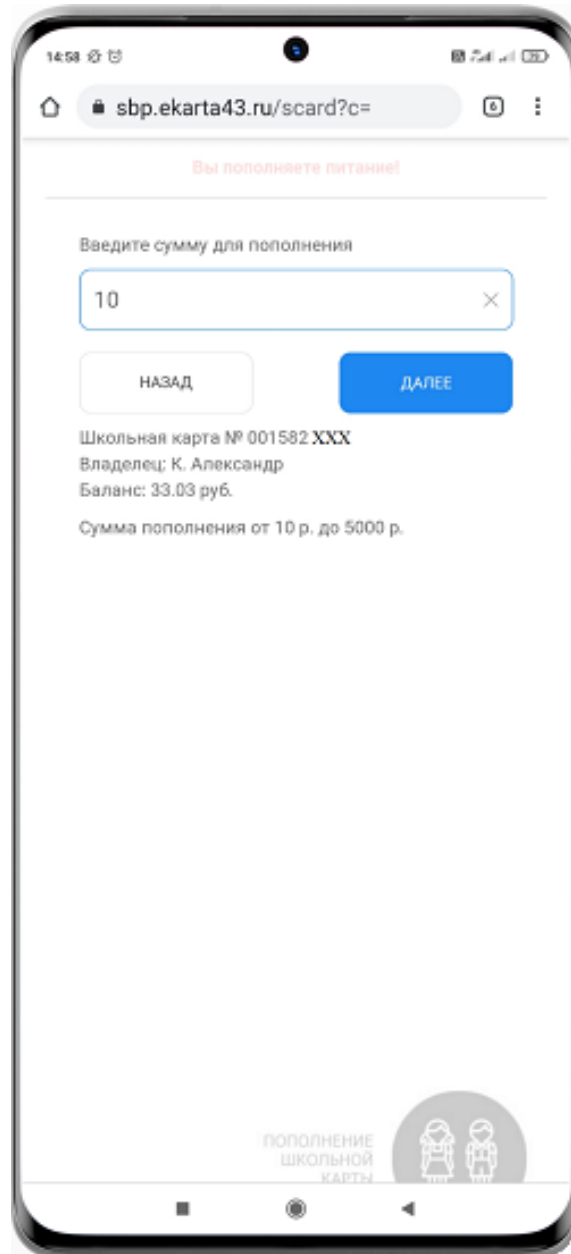 14:58
sbp.ekarta43.ru/scard?c=
6
Вы пополняете питание!
Введите сумму для пополнения
10
НАЗАД
ДАЛЕЕ
Школьная карта № 001582 XXX
Владелец: К. Александр
Баланс: 33.03 руб.
Сумма пополнения от 10 р. до 5000 р.
ПОПОЛНЕНИЕ
ШКОЛЬНОЙ
КАРТЫ